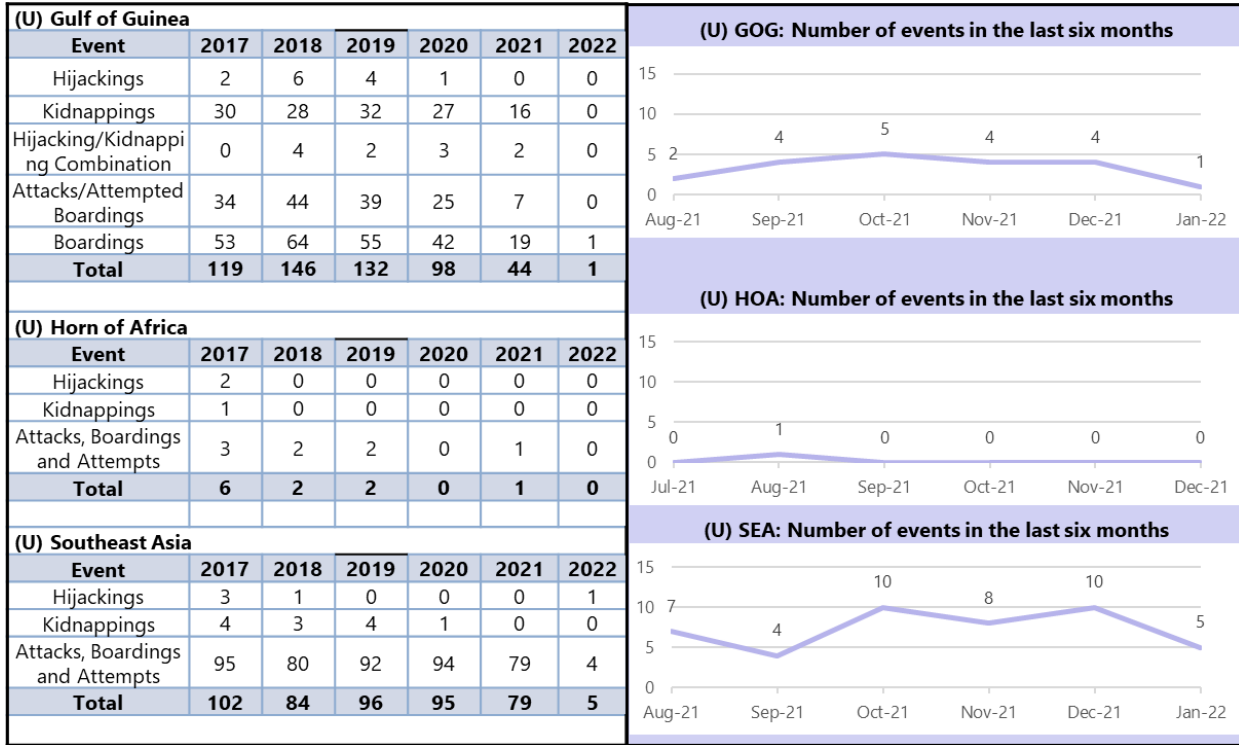 (U) Gulf of Guinea
Event 2017 2018 2019 2020 2021 2022
Hijackings 2 6 4 1 0 0
Kidnappings 30 28 32 27 16 0
Hijacking/Kidnappi
ng Combination 0 4 2 3 2 0
Attacks/Attempted
Boardings 34 44 39 25 7 0
Boardings 53 64 55 42 19 1
Total 119 146 132 98 44 1
(U) Horn of Africa
Event 2017 2018 2019 2020 2021 2022
Hijackings 2 0 0 0 0 0
Kidnappings 1 0 0 0 0 0
Attacks, Boardings
and Attempts 3 2 2 0 1 0
Total 6 2 2 0 1 0
(U) Southeast Asia
Event 2017 2018 2019 2020 2021 2022
Hijackings 3 1 0 0 0 1
Kidnappings 4 3 4 1 0 0
Attacks, Boardings
and Attempts 95 80 92 94 79 4
Total 102 84 96 95 79 5
(U) GOG: Number of events in the last six months
15
10
5
0
2 4 5 4 4 1
Aug-21 Sep-21 Oct-21 Nov-21 Dec-21 Jan-22
(U) HOA: Number of events in the last six months
15
10
5
0
0 1 0 0 0 0
Jul-21 Aug-21 Sep-21 Oct-21 Nov-21 Dec-21
(U) SEA: Number of events in the last six months
15
10
5
0
7 4 10 8 10 5
Aug-21 Sep-21 Oct-21 Nov-21 Dec-21 Jan-22